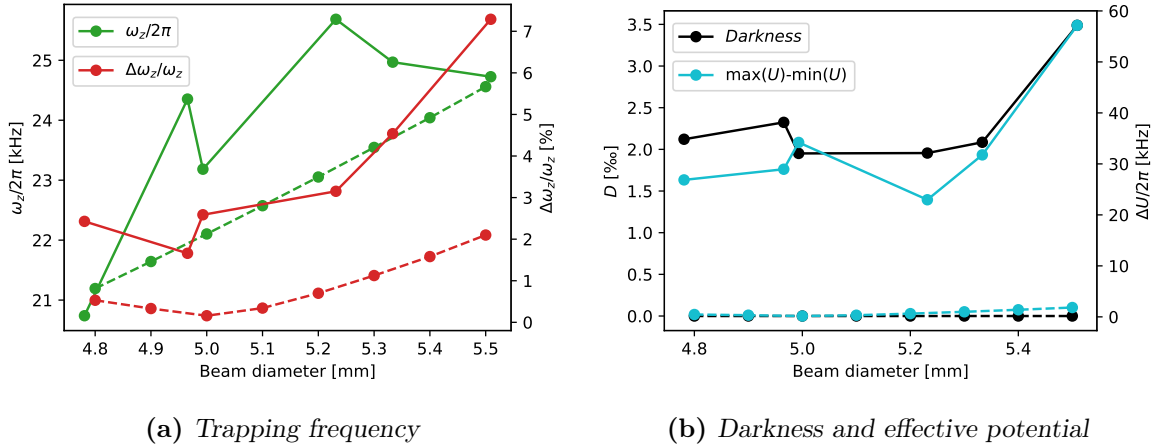 ω_z/2π
Δω_z/ω_z
25
24
23
22
21
ω_z/2π [kHz]
7
6
5
4
3
2
1
0
Δω_z/ω_z [%]
4.8 4.9 5.0 5.1 5.2 5.3 5.4 5.5
Beam diameter [mm]
(a) Trapping frequency
Darkness
max(U)-min(U)
3.5
3.0
2.5
2.0
1.5
1.0
0.5
0.0
D [‰]
60
50
40
30
20
10
0
ΔU/2π [kHz]
4.8 5.0 5.2 5.4
Beam diameter [mm]
(b) Darkness and effective potential